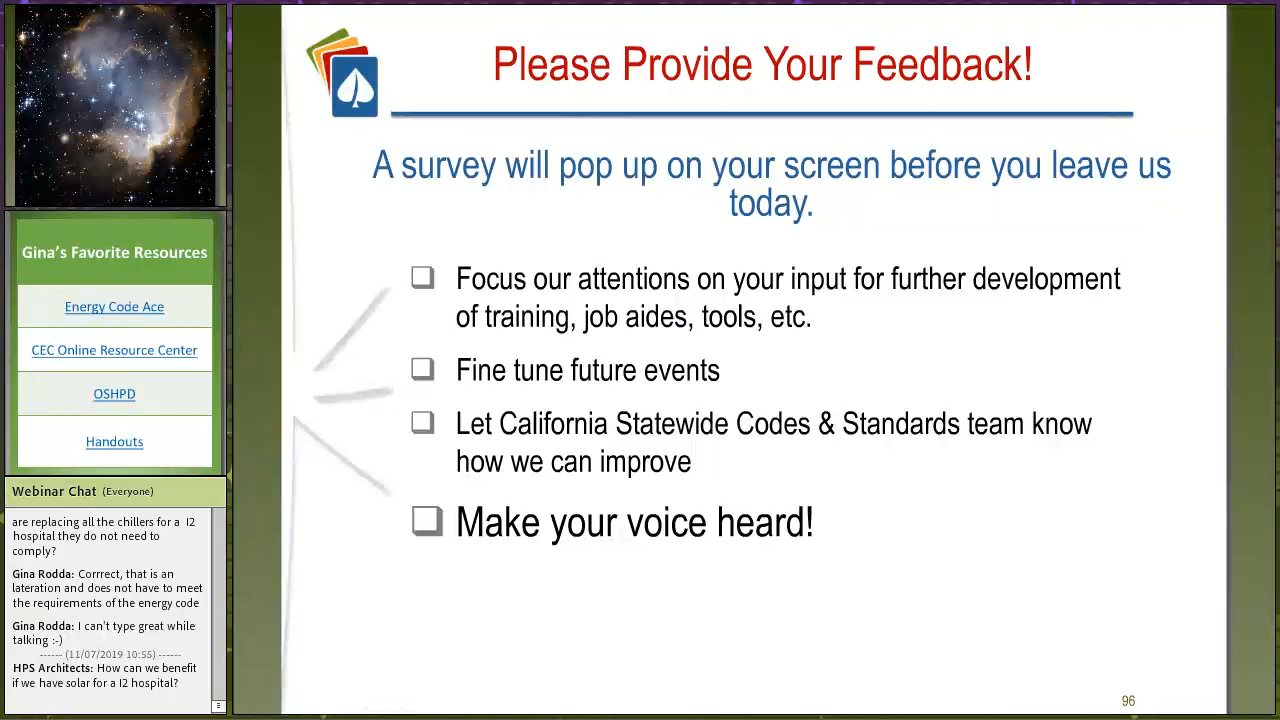 Please Provide Your Feedback!
A survey will pop up on your screen before you leave us
today.
Focus our attentions on your input for further development
of training, job aides, tools, etc.
Fine tune future events
Let California Statewide Codes & Standards team know
how we can improve
Make your voice heard!
96
Gina's Favorite Resources
Energy Code Ace
CEC Online Resource Center
OSHPD
Handouts
Webinar Chat (Everyone)
are replacing all the chillers for a I2
hospital they do not need to
comply?
Gina Rodda: Corrrect, that is an
lateration and does not have to meet
the requirements of the energy code
Gina Rodda: I can't type great while
talking :-)
------ (11/07/2019 10:55) ------
HPS Architects: How can we benefit
if we have solar for a I2 hospital?